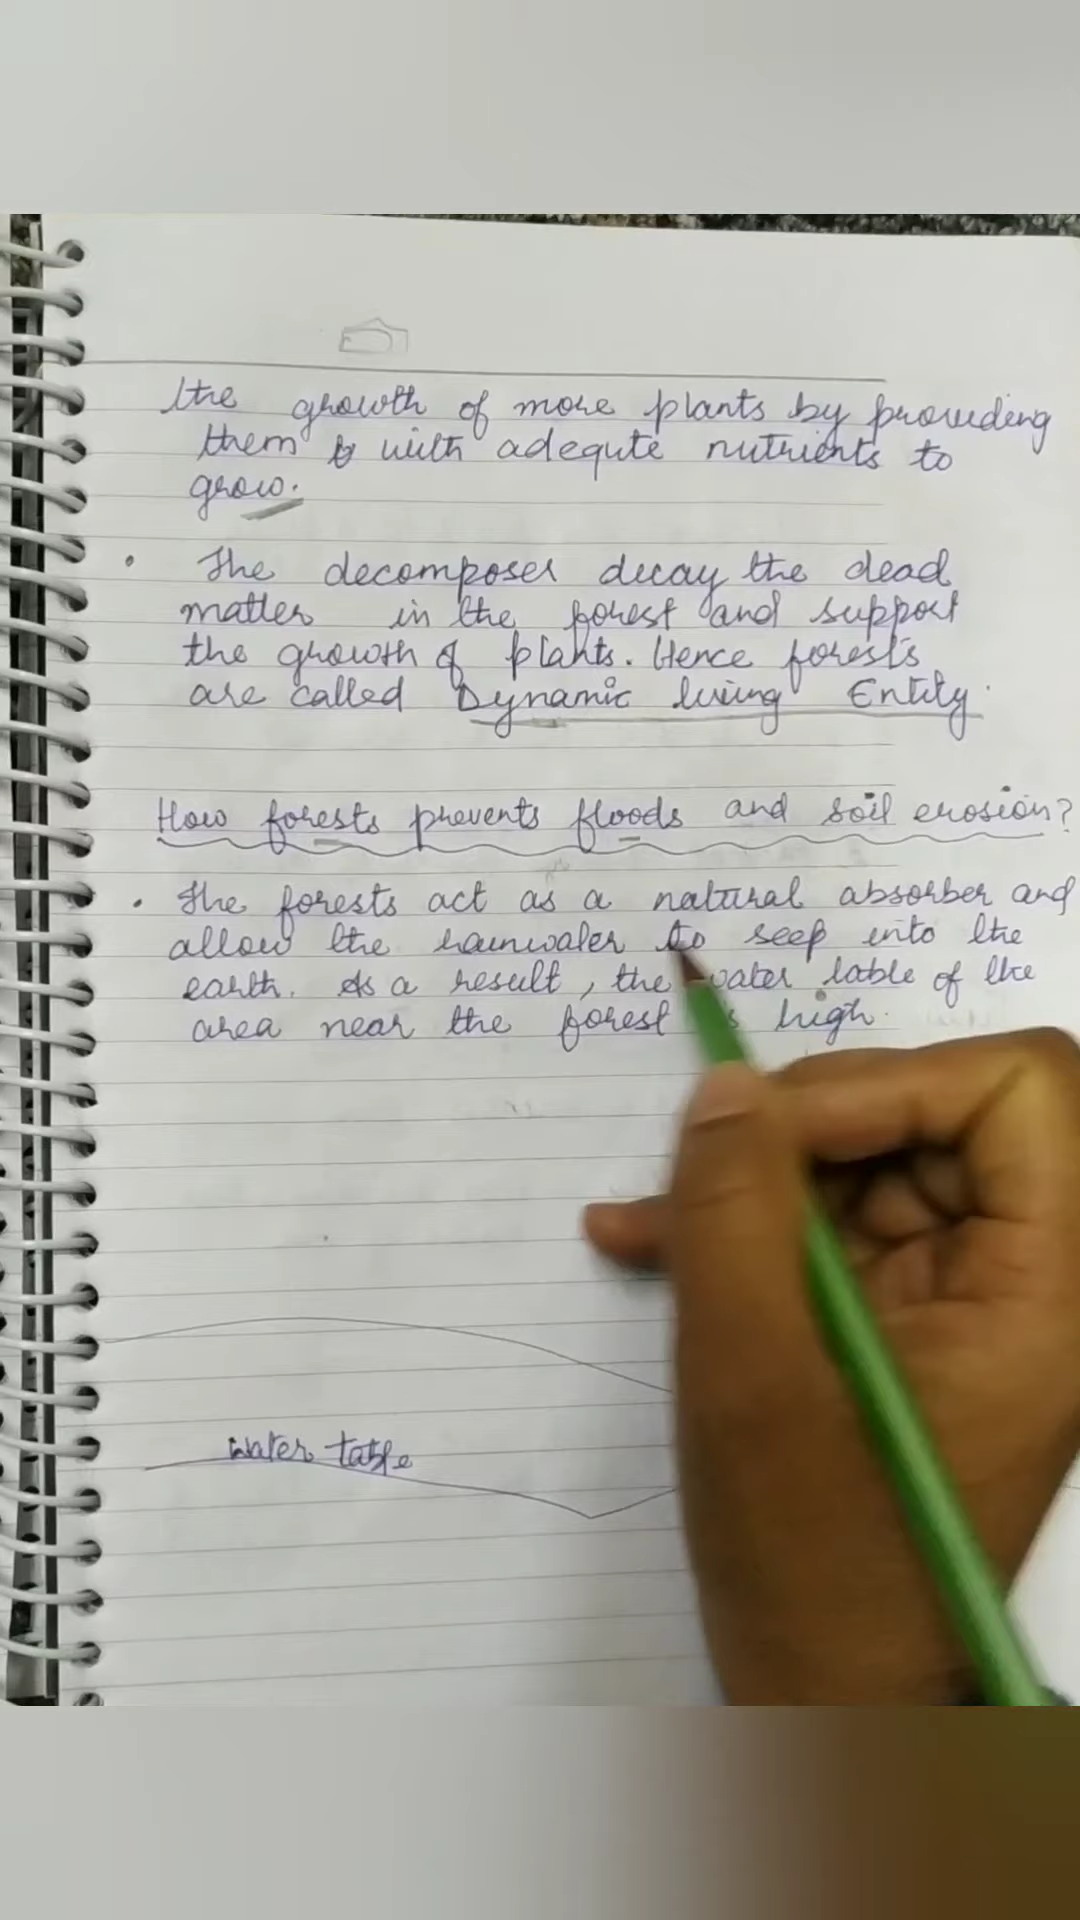 the growth of more plants by providing
them with adequte nutrients to
grow.
• The decomposer decay the dead
matter in the forest and support
the growth of plants. Hence forests
are called Dynamic living Entity.
How forests prevents floods and soil erosion?
• The forests act as a natural absorber and
allow the rainwater to seep into the
earth. As a result, the water table of the
area near the forest is high.
water table